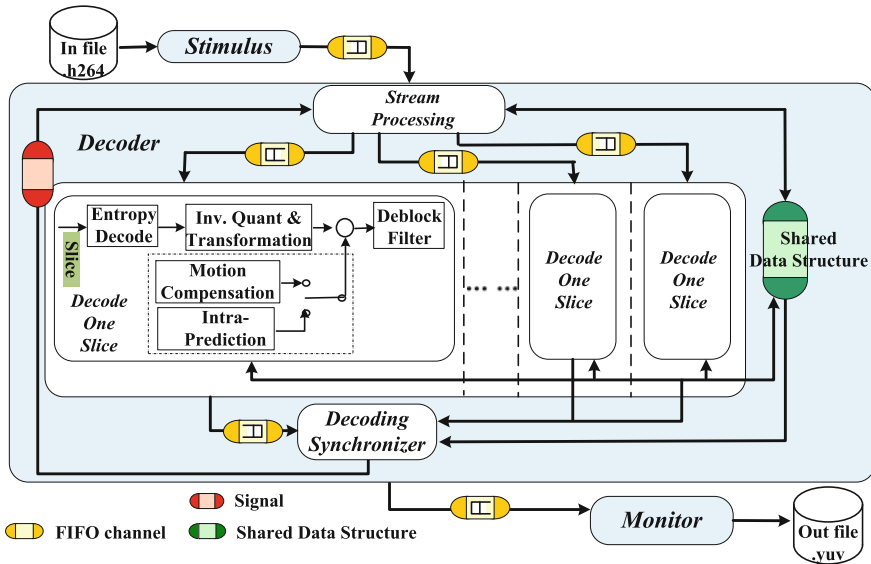 In file
.h264
Stimulus
Stream
Processing
Decoder
Entropy
Decode
Inv. Quant &
Transformation
Deblock
Filter
Slice
Motion
Compensation
Intra-
Prediction
Decode
One
Slice
... ...
Decode
One
Slice
Decode
One
Slice
Shared
Data Structure
Decoding
Synchronizer
Signal
FIFO channel
Shared Data Structure
Monitor
Out file
.yuv